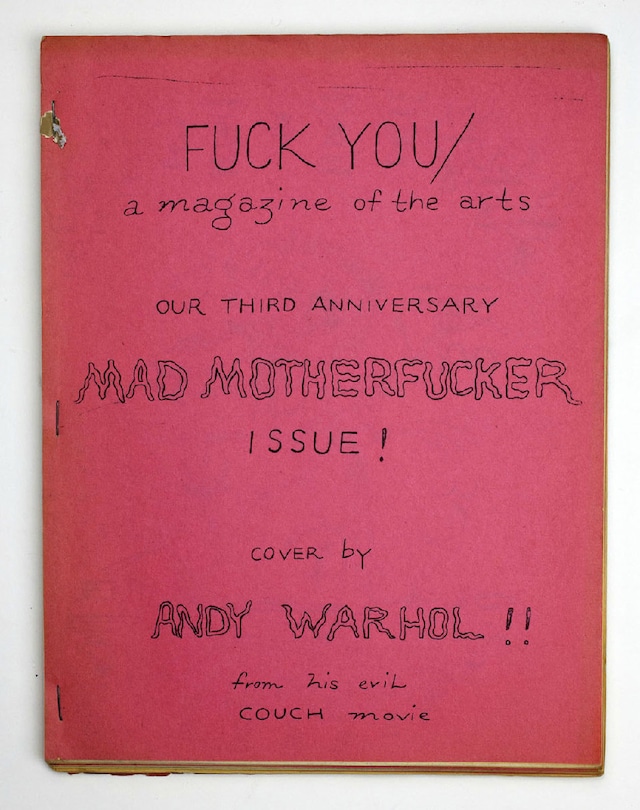 FUCK YOU/
a magazine of the arts
OUR THIRD ANNIVERSARY
MAD MOTHERFUCKER
ISSUE!
COVER by
ANDY WARHOL !!
from his evil
COUCH movie